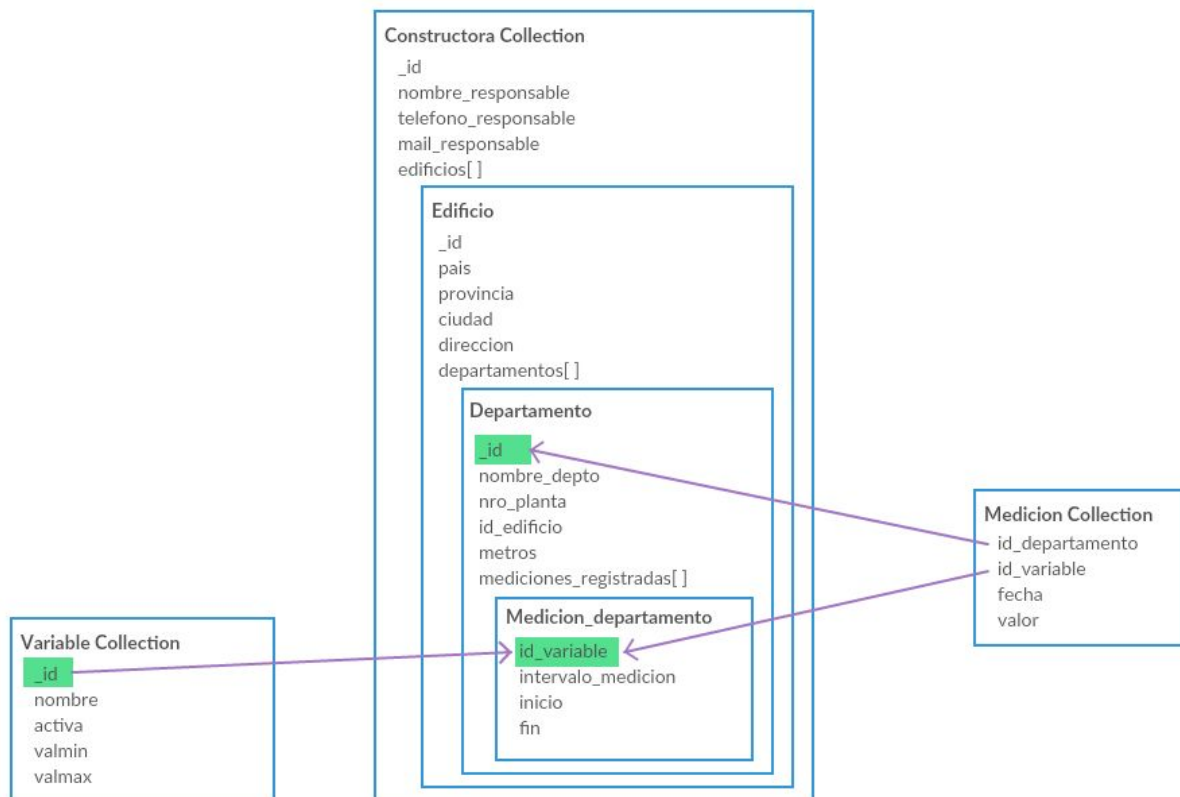 Constructora Collection
_id
nombre_responsable
telefono_responsable
mail_responsable
edificios[ ]
Edificio
_id
pais
provincia
ciudad
direccion
departamentos[ ]
Departamento
_id
nombre_depto
nro_planta
id_edificio
metros
mediciones_registradas[ ]
Medicion_departamento
id_variable
intervalo_medicion
inicio
fin
Medicion Collection
id_departamento
id_variable
fecha
valor
Variable Collection
_id
nombre
activa
valmin
valmax